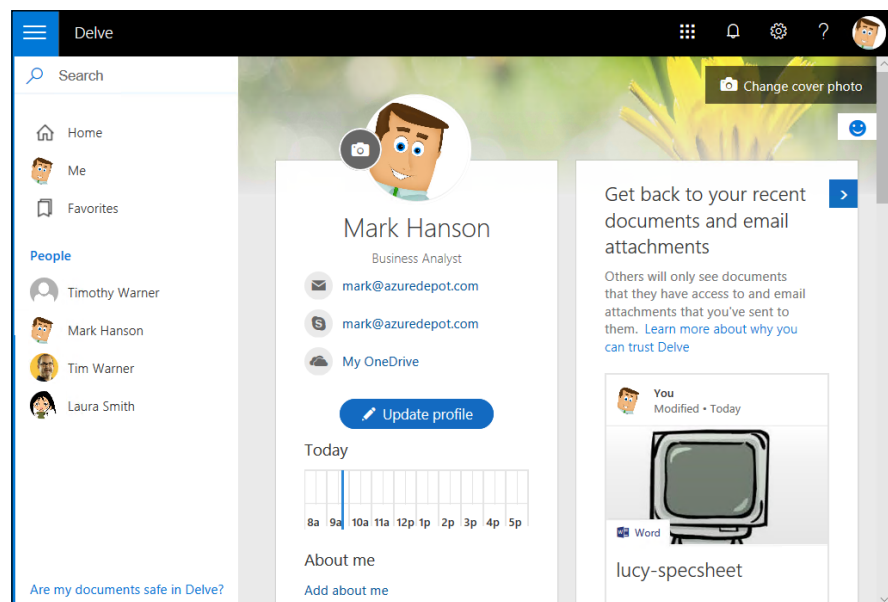 Delve
?
Search
Change cover photo
Home
Me
Favorites
People
Timothy Warner
Mark Hanson
Tim Warner
Laura Smith
Are my documents safe in Delve?
Mark Hanson
Business Analyst
mark@azuredepot.com
mark@azuredepot.com
My OneDrive
Update profile
Today
8a 9a 10a 11a 12p 1p 2p 3p 4p 5p
About me
Add about me
Get back to your recent
documents and email
attachments
Others will only see documents
that they have access to and email
attachments that you've sent to
them. Learn more about why you
can trust Delve
You
Modified • Today
Word
lucy-specsheet